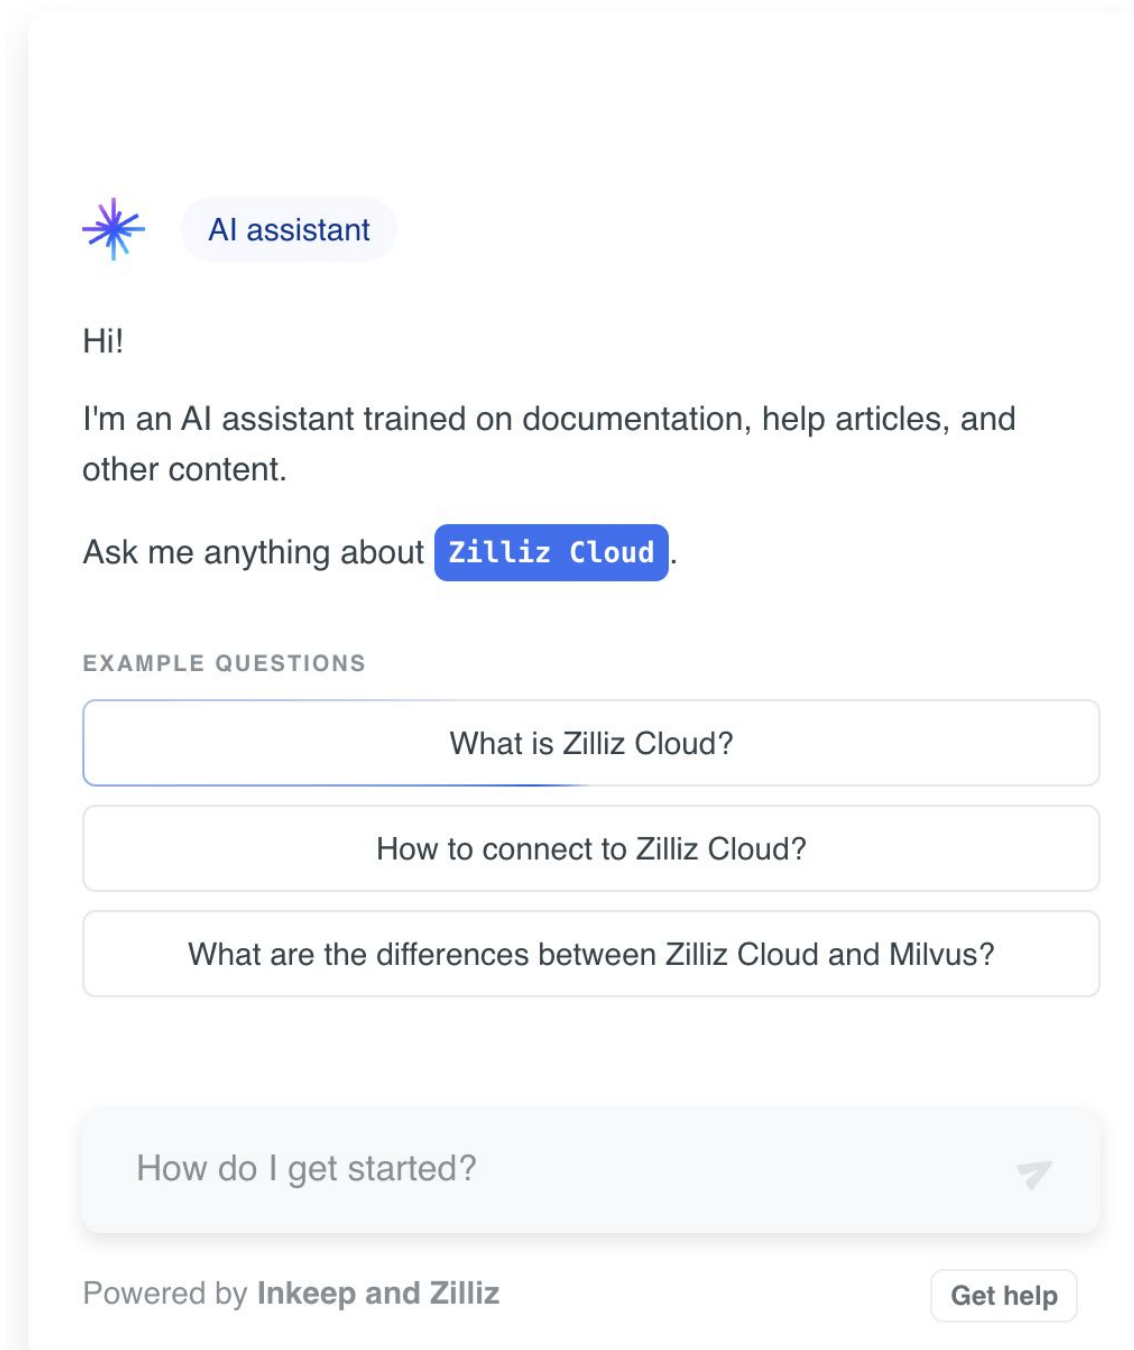 AI assistant
Hi!
I'm an AI assistant trained on documentation, help articles, and
other content.
Ask me anything about Zilliz Cloud.
EXAMPLE QUESTIONS
What is Zilliz Cloud?
How to connect to Zilliz Cloud?
What are the differences between Zilliz Cloud and Milvus?
How do I get started?
Powered by Inkeep and Zilliz
Get help